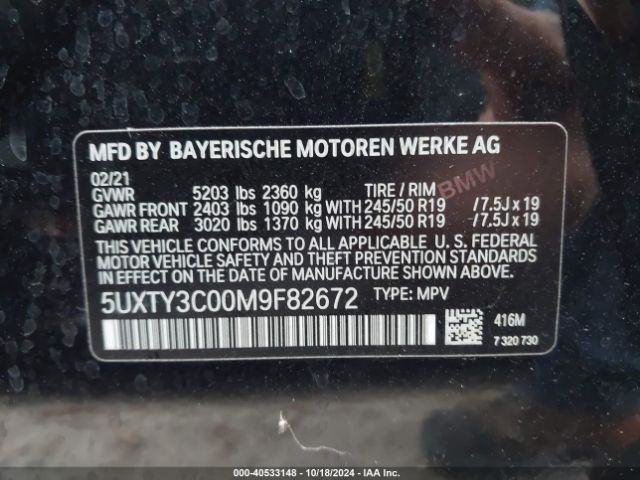 MFD BY BAYERISCHE MOTOREN WERKE AG
02/21
GVWR 5203 lbs 2360 kg TIRE / RIM
GAWR FRONT 2403 lbs 1090 kg WITH 245/50 R19 /7.5J x 19
GAWR REAR 3020 lbs 1370 kg WITH 245/50 R19 /7.5J x 19
BMW
THIS VEHICLE CONFORMS TO ALL APPLICABLE U. S. FEDERAL
MOTOR VEHICLE SAFETY AND THEFT PREVENTION STANDARDS
IN EFFECT ON THE DATE OF MANUFACTURE SHOWN ABOVE.
5UXTY3C00M9F82672 TYPE: MPV
416M
7 320 730
000-40533148 - 10/18/2024 - IAA Inc.